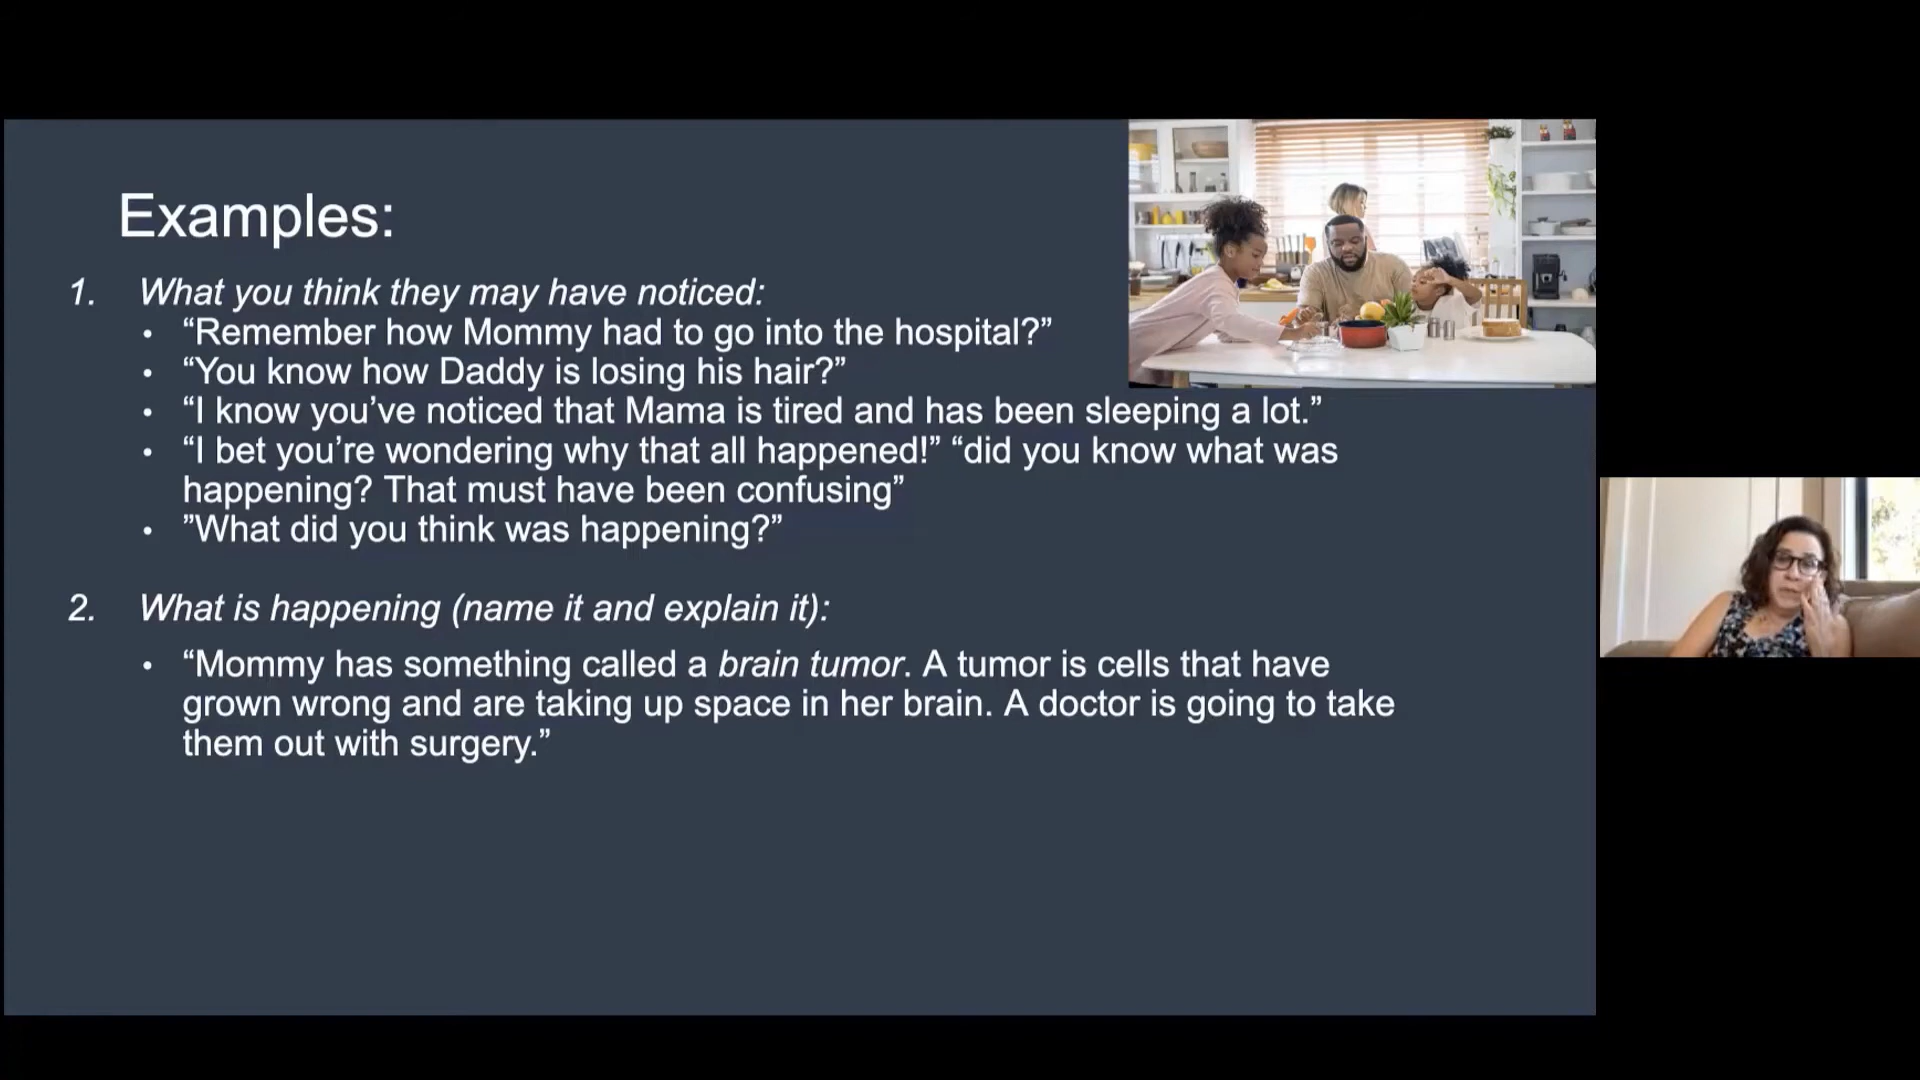 Examples:
1. What you think they may have noticed:
• “Remember how Mommy had to go into the hospital?”
• “You know how Daddy is losing his hair?”
• “I know you’ve noticed that Mama is tired and has been sleeping a lot.”
• “I bet you’re wondering why that all happened!” “did you know what was
happening? That must have been confusing”
• ”What did you think was happening?”
2. What is happening (name it and explain it):
• “Mommy has something called a brain tumor. A tumor is cells that have
grown wrong and are taking up space in her brain. A doctor is going to take
them out with surgery.”